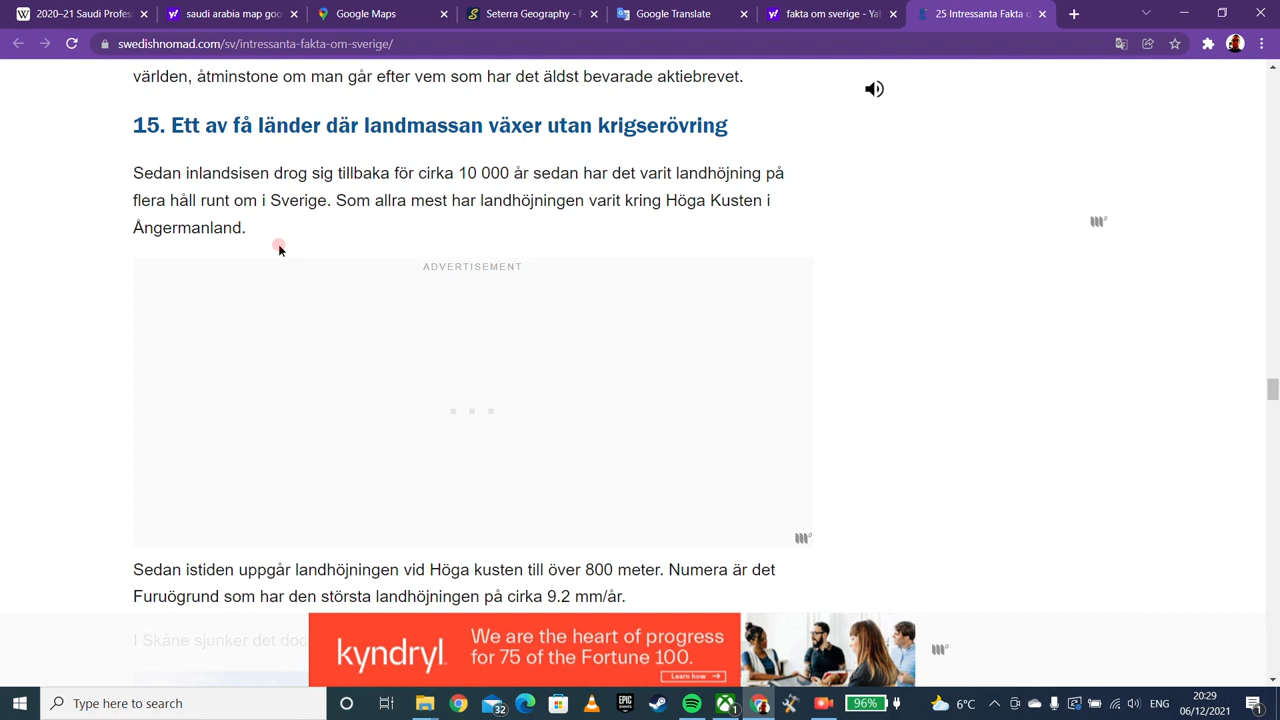 2020–21 Saudi Profes
saudi arabia map goo
Google Maps
Seterra Geography - F
Google Translate
fakta om sverige - Ya
25 Intressanta Fakta o
swedishnomad.com/sv/intressanta-fakta-om-sverige/
världen, åtminstone om man går efter vem som har det äldst bevarade aktiebrevet.
15. Ett av få länder där landmassan växer utan krigserövring
Sedan inlandsisen drog sig tillbaka för cirka 10 000 år sedan har det varit landhöjning på
flera håll runt om i Sverige. Som allra mest har landhöjningen varit kring Höga Kusten i
Ångermanland.
ADVERTISEMENT
Sedan istiden uppgår landhöjningen vid Höga kusten till över 800 meter. Numera är det
Furuögrund som har den största landhöjningen på cirka 9.2 mm/år.
I Skåne sjunker det doc
kyndryl.
We are the heart of progress
for 75 of the Fortune 100.
Learn how →
Type here to search
32
EPIC GAMES
1
96%
6°C
ENG
20:29
06/12/2021
1